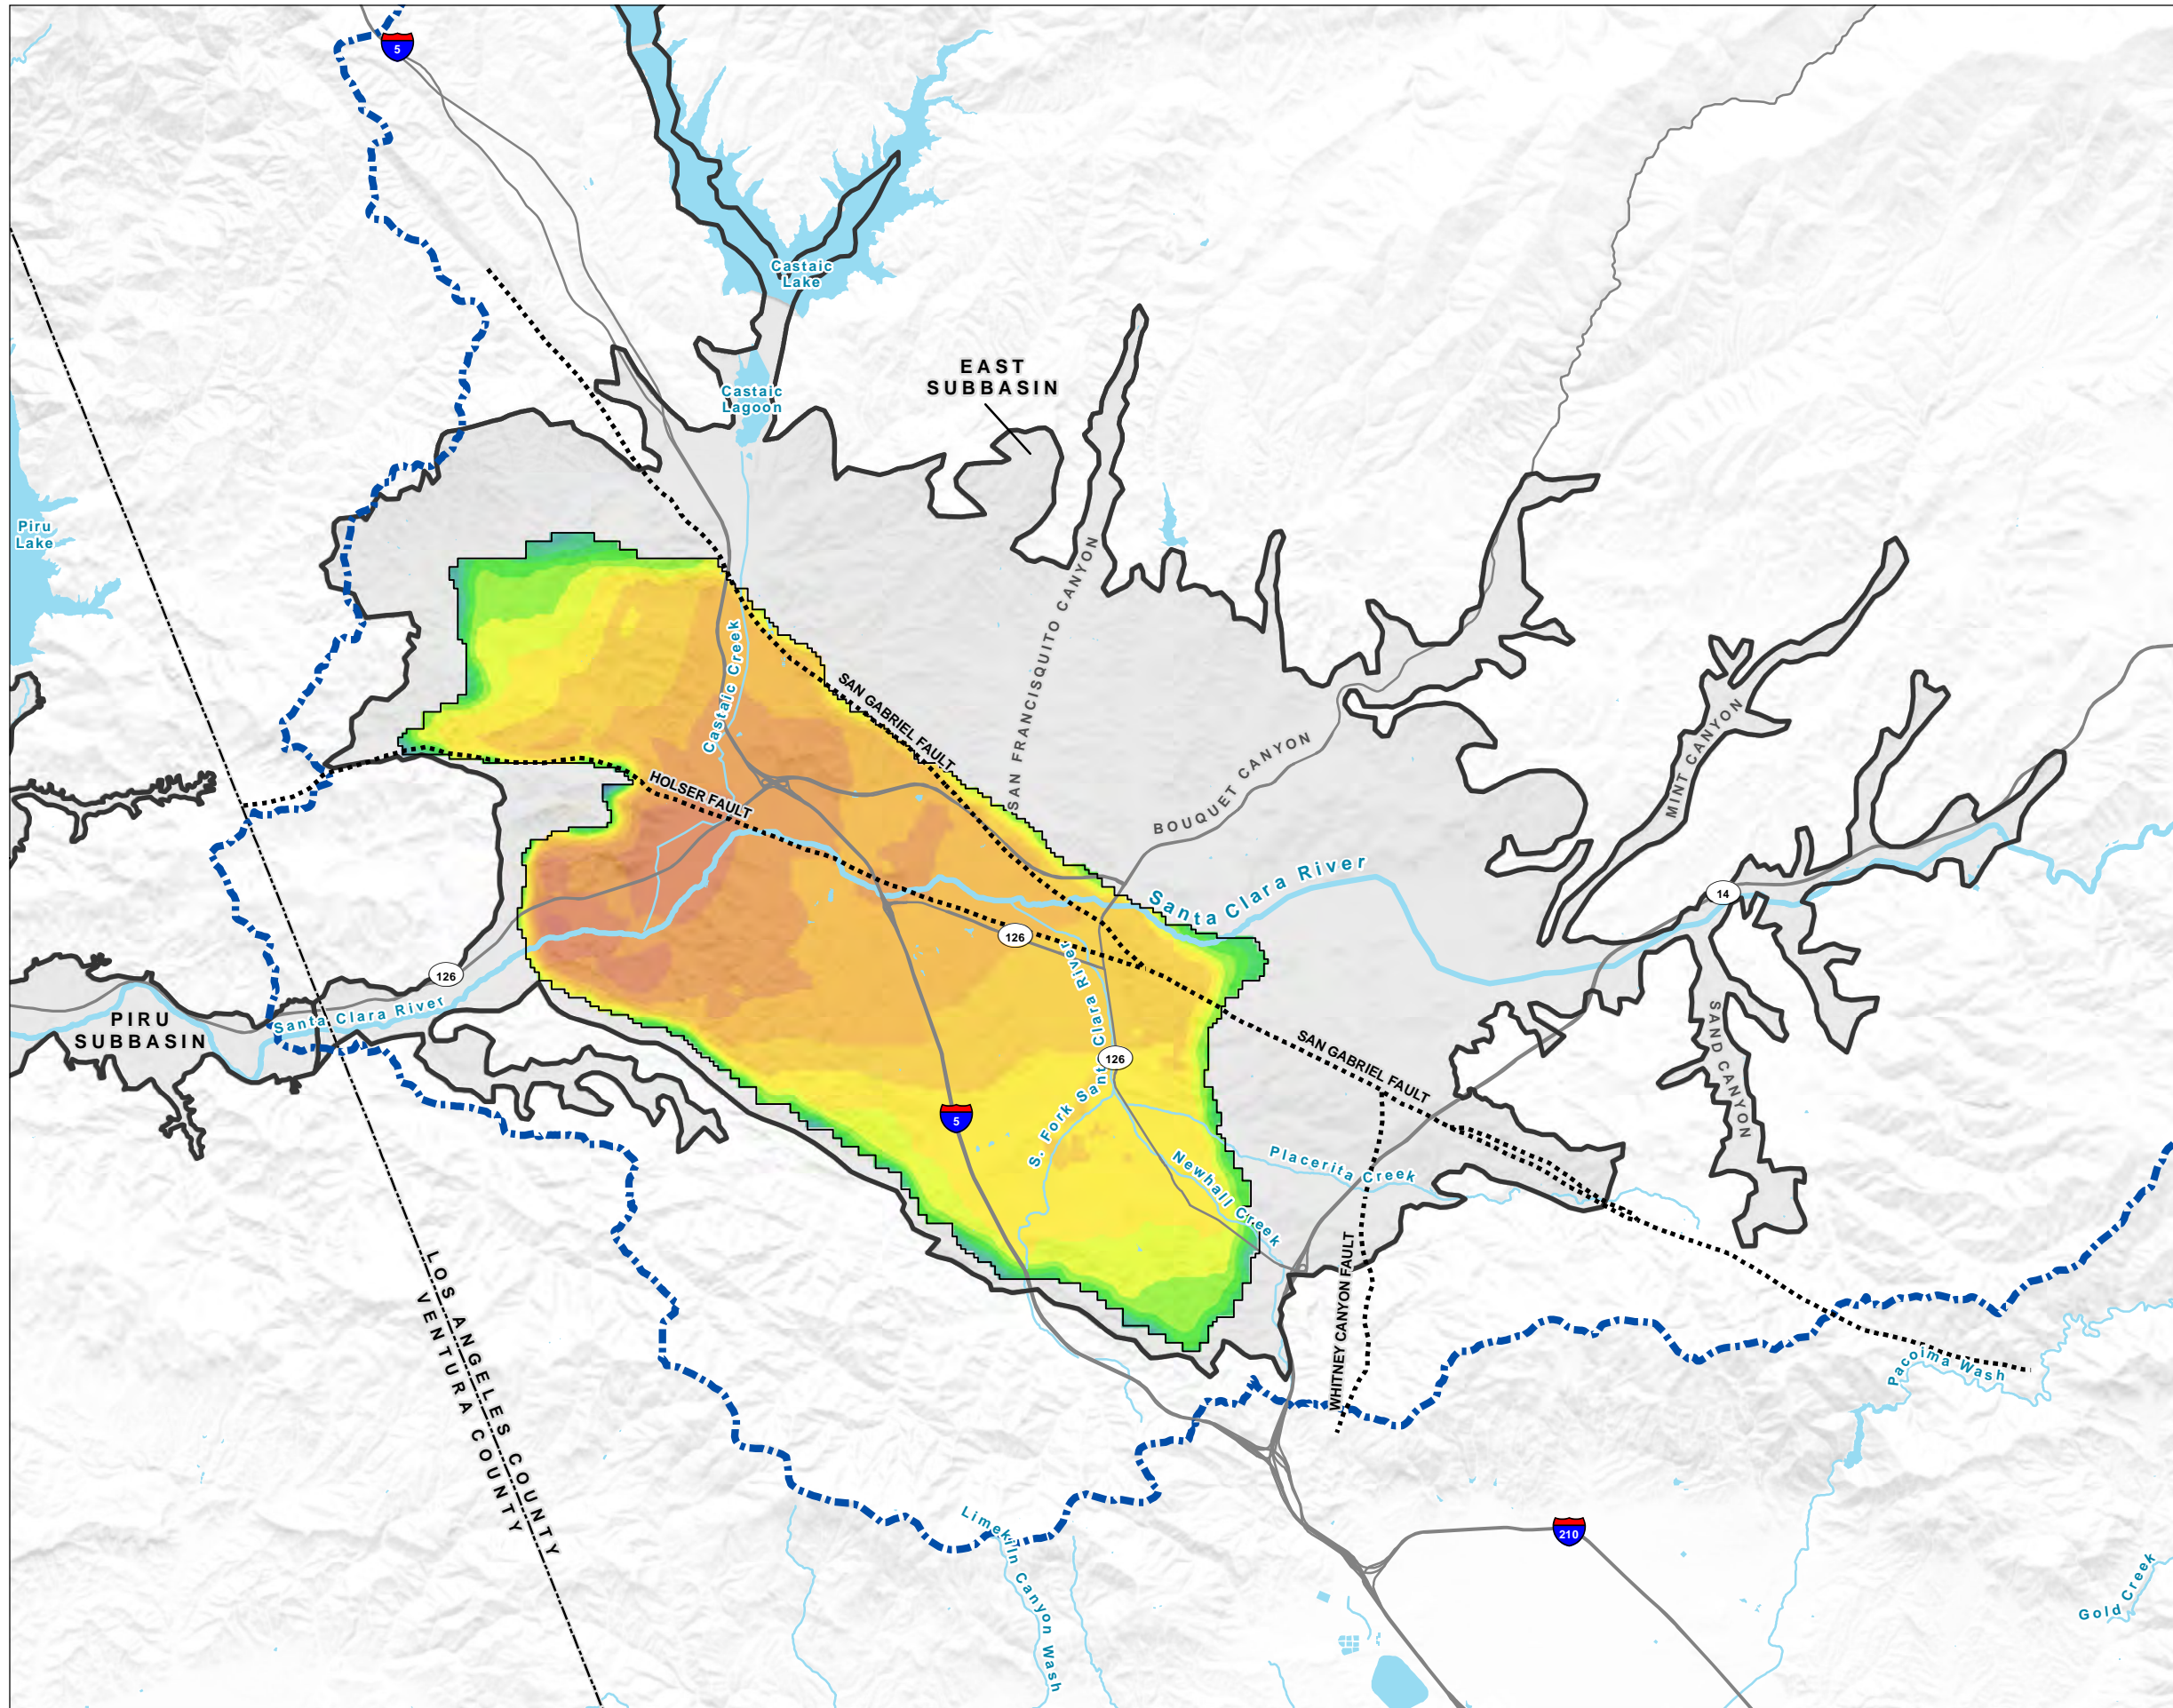 5
Castaic
Lake
EAST
SUBBASIN
Castaic
Lagoon
Piru
Lake
SAN FRANCISQUITO CANYON
Castaic Creek
SAN GABRIEL FAULT
MINT CANYON
BOUQUET CANYON
HOLSER FAULT
Santa Clara River
14
126
126
PIRU
SUBBASIN
Santa Clara River
S. Fork Santa Clara River
126
SAN GABRIEL FAULT
SAND CANYON
5
Placerita Creek
Newhall Creek
WHITNEY CANYON FAULT
LOS ANGELES COUNTY
VENTURA COUNTY
Pacoima Wash
Limekiln Canyon Wash
210
Gold Creek